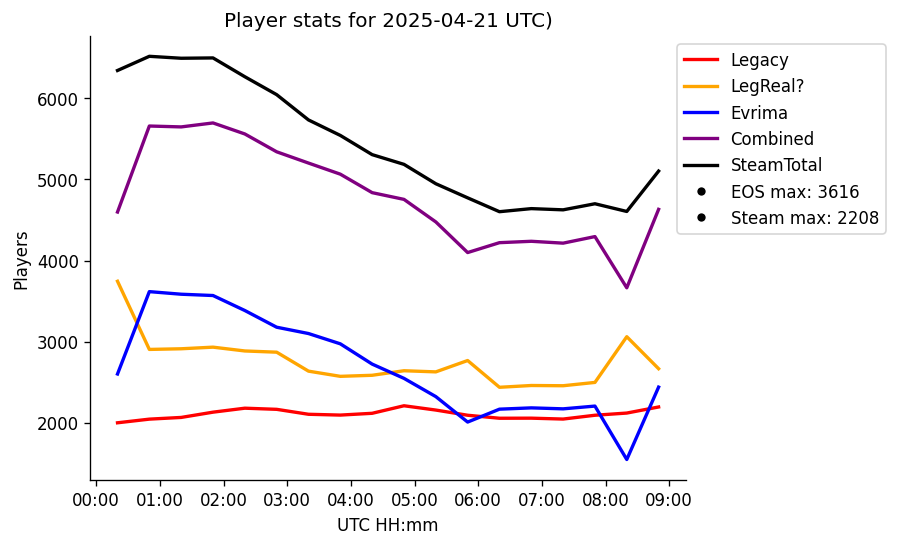 Player stats for 2025-04-21 UTC)
Legacy
LegReal?
Evrima
Combined
SteamTotal
EOS max: 3616
Steam max: 2208
6000
5000
4000
3000
2000
Players
00:00 01:00 02:00 03:00 04:00 05:00 06:00 07:00 08:00 09:00
UTC HH:mm